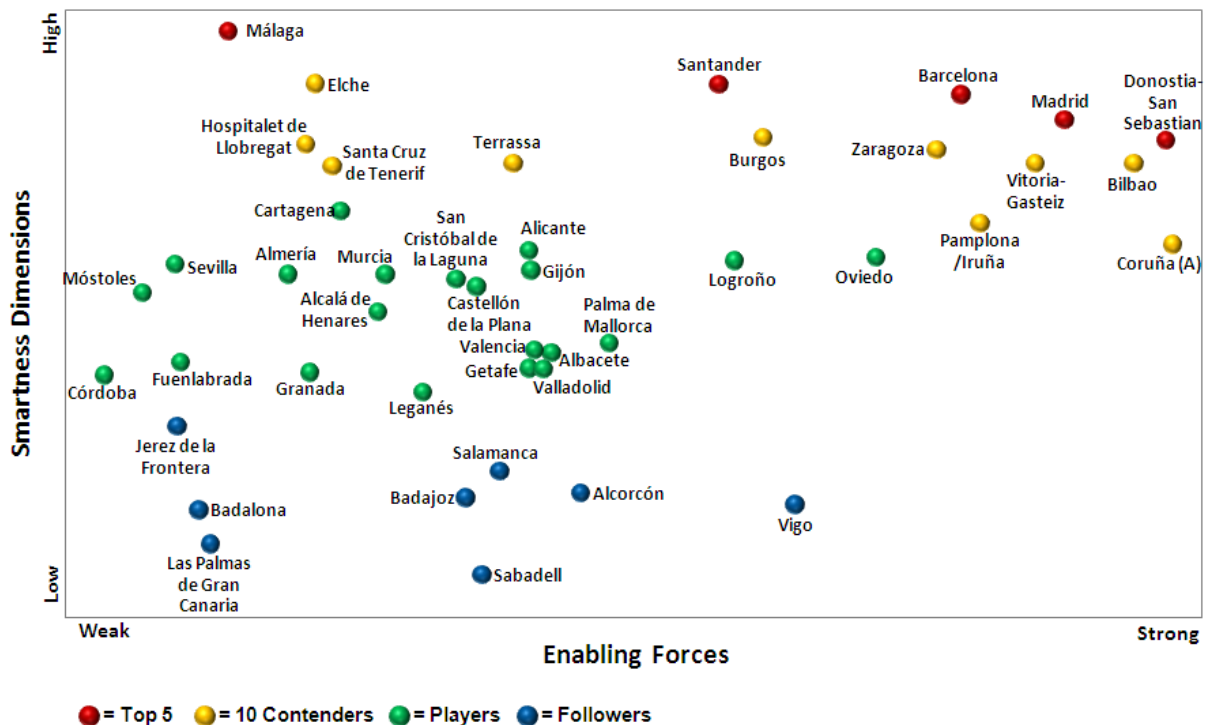 High
Málaga
Elche
Santander
Barcelona
Madrid
Donostia-
San
Sebastian
Hospitalet de
Llobregat
Santa Cruz
de Tenerif
Terrassa
Burgos
Zaragoza
Vitoria-
Gasteiz
Bilbao
Cartagena
San
Cristóbal de
la Laguna
Alicante
Pamplona
/Iruña
Coruña (A)
Móstoles
Sevilla
Almería
Murcia
Gijón
Logroño
Oviedo
Alcalá de
Henares
Castellón
de la Plana
Palma de
Mallorca
Valencia
Albacete
Getafe
Valladolid
Córdoba
Fuenlabrada
Granada
Leganés
Jerez de la
Frontera
Salamanca
Badajoz
Alcorcón
Vigo
Badalona
Las Palmas
de Gran
Canaria
Sabadell
Smartness Dimensions
Low
Weak
Strong
Enabling Forces
= Top 5 = 10 Contenders = Players = Followers